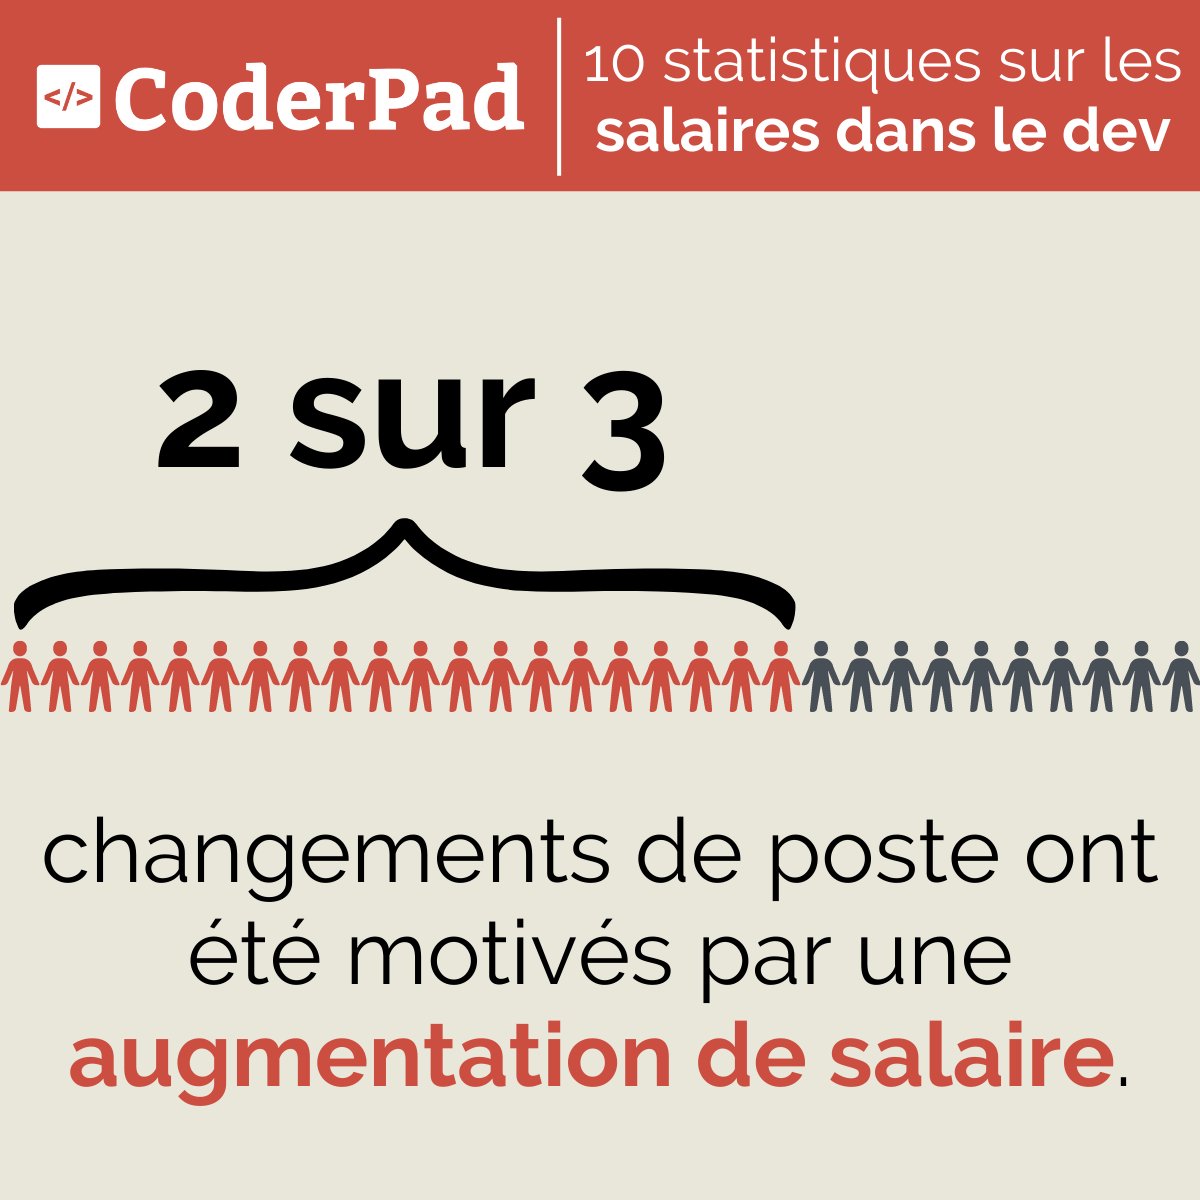 </> CoderPad
10 statistiques sur les
salaires dans le dev
2 sur 3
changements de poste ont
été motivés par une
augmentation de salaire.